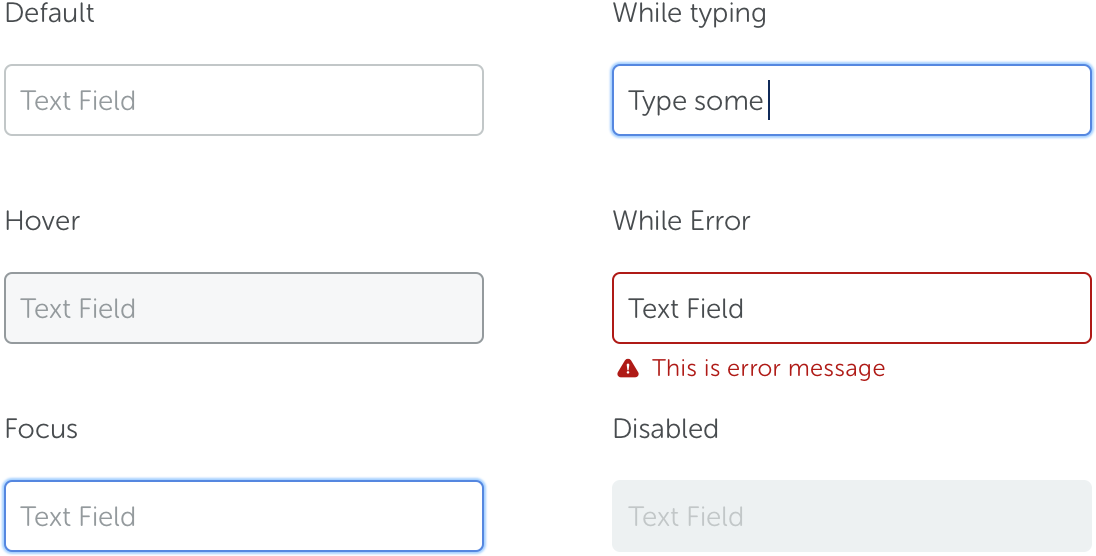 Default
While typing
Text Field
Type some
Hover
While Error
Text Field
Text Field
This is error message
Focus
Disabled
Text Field
Text Field